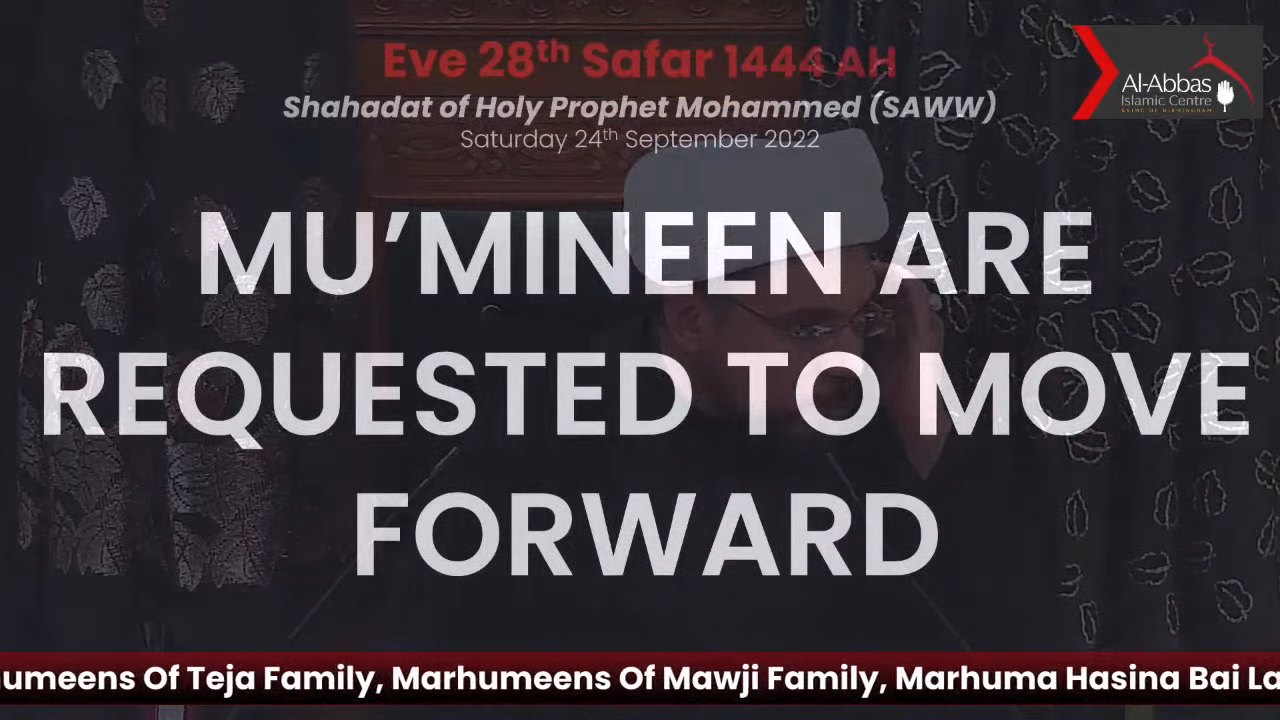 Eve 28th Safar 1444 AH
Shahadat of Holy Prophet Mohammed (SAWW)
Saturday 24th September 2022
Al-Abbas
Islamic Centre
MU’MINEEN ARE
REQUESTED TO MOVE
FORWARD
umeens Of Teja Family, Marhumeens Of Mawji Family, Marhuma Hasina Bai La